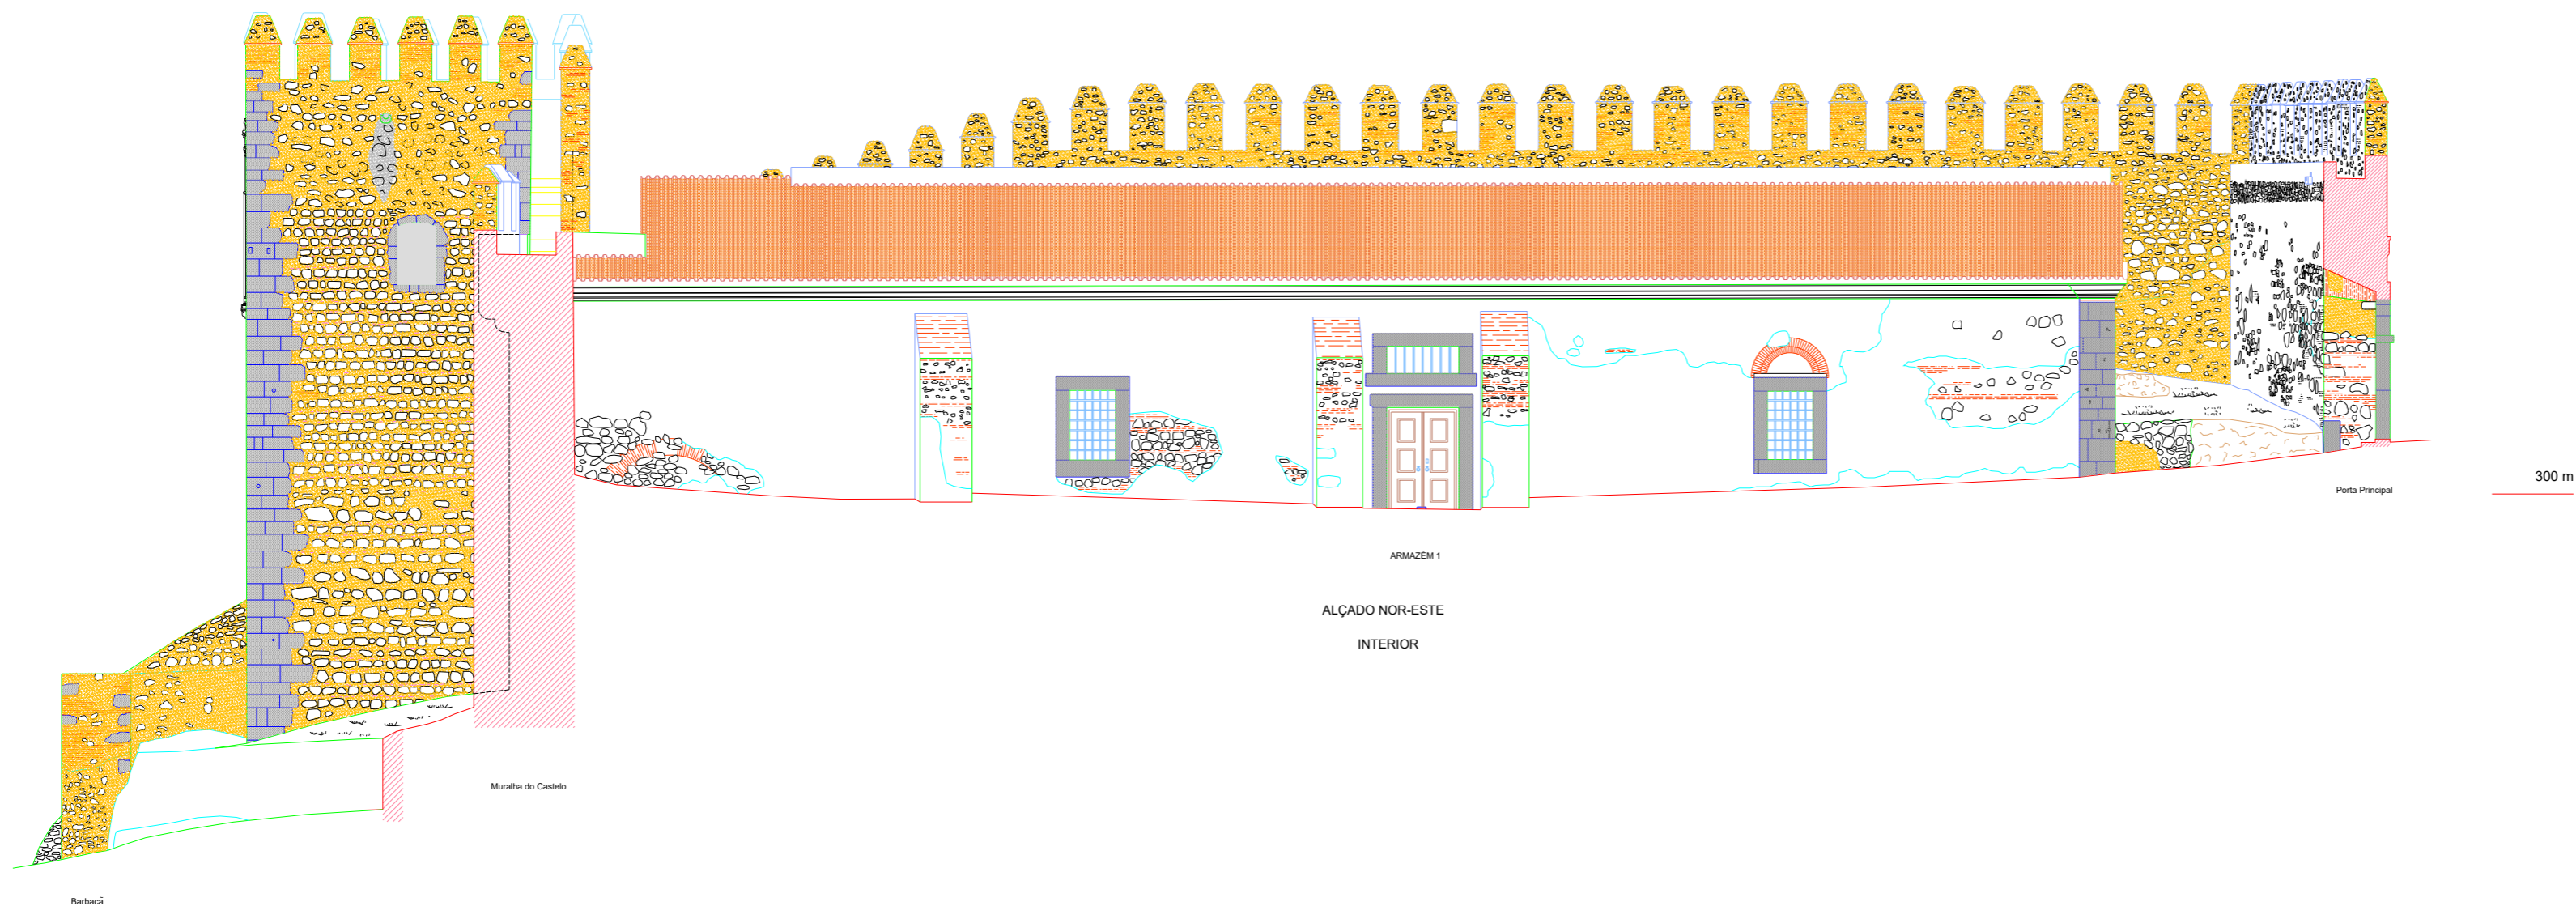 300 m
Porta Principal
ARMAZÉM 1
ALÇADO NOR-ESTE
INTERIOR
Muralha do Castelo
Barbacã